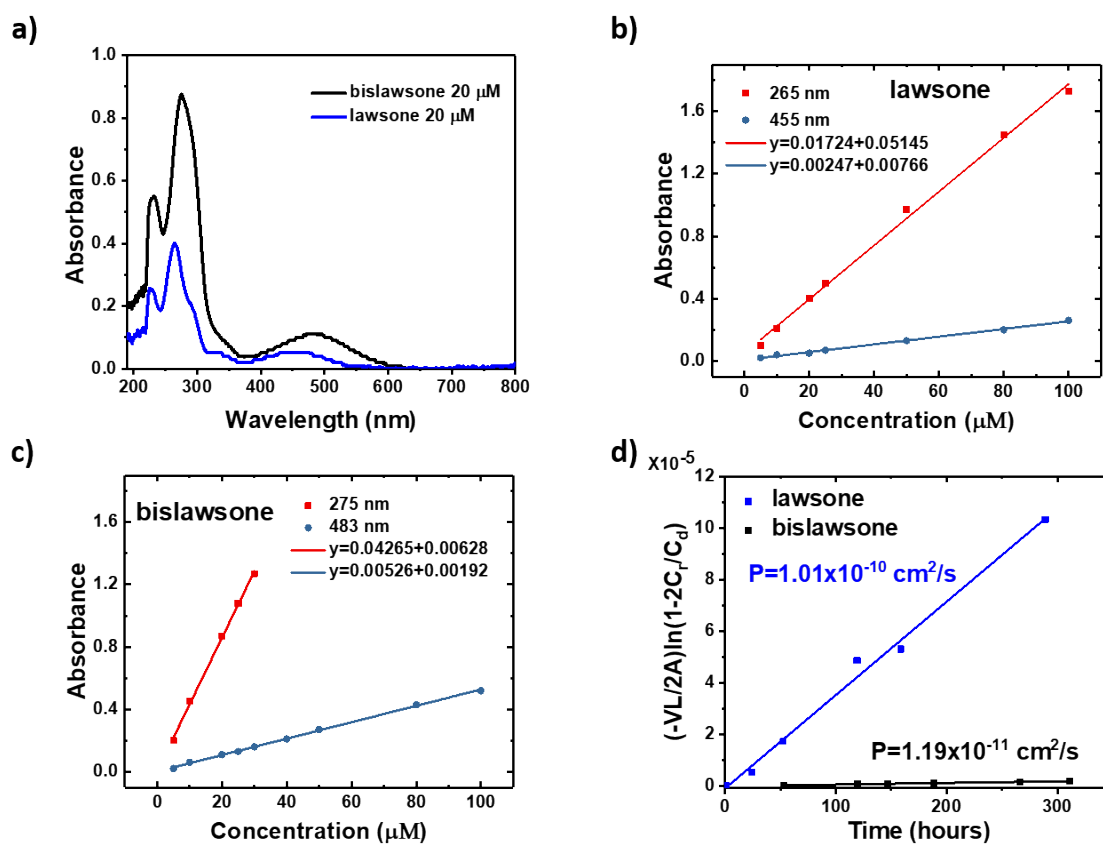 a)
1.0
0.8
0.6
0.4
0.2
0.0
Absorbance
bislawsone 20 μM
lawsone 20 μM
200 300 400 500 600 700 800
Wavelength (nm)
b)
1.6
1.2
0.8
0.4
0.0
Absorbance
265 nm
lawsone
455 nm
y=0.01724+0.05145
y=0.00247+0.00766
0 20 40 60 80 100
Concentration (μM)
c)
1.6
1.2
0.8
0.4
0.0
Absorbance
bislawsone
275 nm
483 nm
y=0.04265+0.00628
y=0.00526+0.00192
0 20 40 60 80 100
Concentration (μM)
d)
X10⁻⁵
12
10
8
6
4
2
0
(-VL/2A)ln(1-2Cᵣ/C_d)
lawsone
bislawsone
P=1.01x10⁻¹⁰ cm²/s
P=1.19x10⁻¹¹ cm²/s
0 100 200 300
Time (hours)